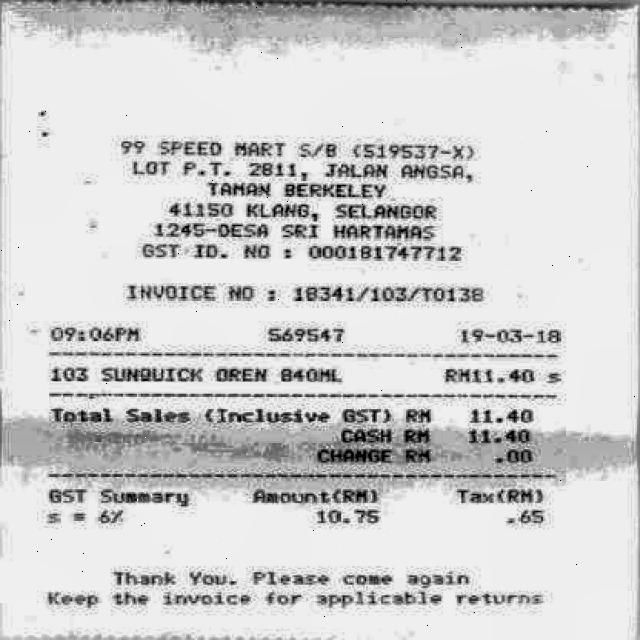 99 SPEED MART S/B (519537-X)
LOT P.T. 2811, JALAN ANGSA,
TAMAN BERKELEY
41150 KLANG, SELANGOR
1245-DESA SRI HARTAMAS
GST ID. NO : 000181747712
INVOICE NO : 18341/103/T0138
09:06PM 569547 19-03-18
103 SUNQUICK OREN 840ML RM11.40 s
Total Sales (Inclusive GST) RM 11.40
CASH RM 11.40
CHANGE RM .00
GST Summary Amount(RM) Tax(RM)
s = 6% 10.75 .65
Thank You. Please come again
Keep the invoice for applicable returns